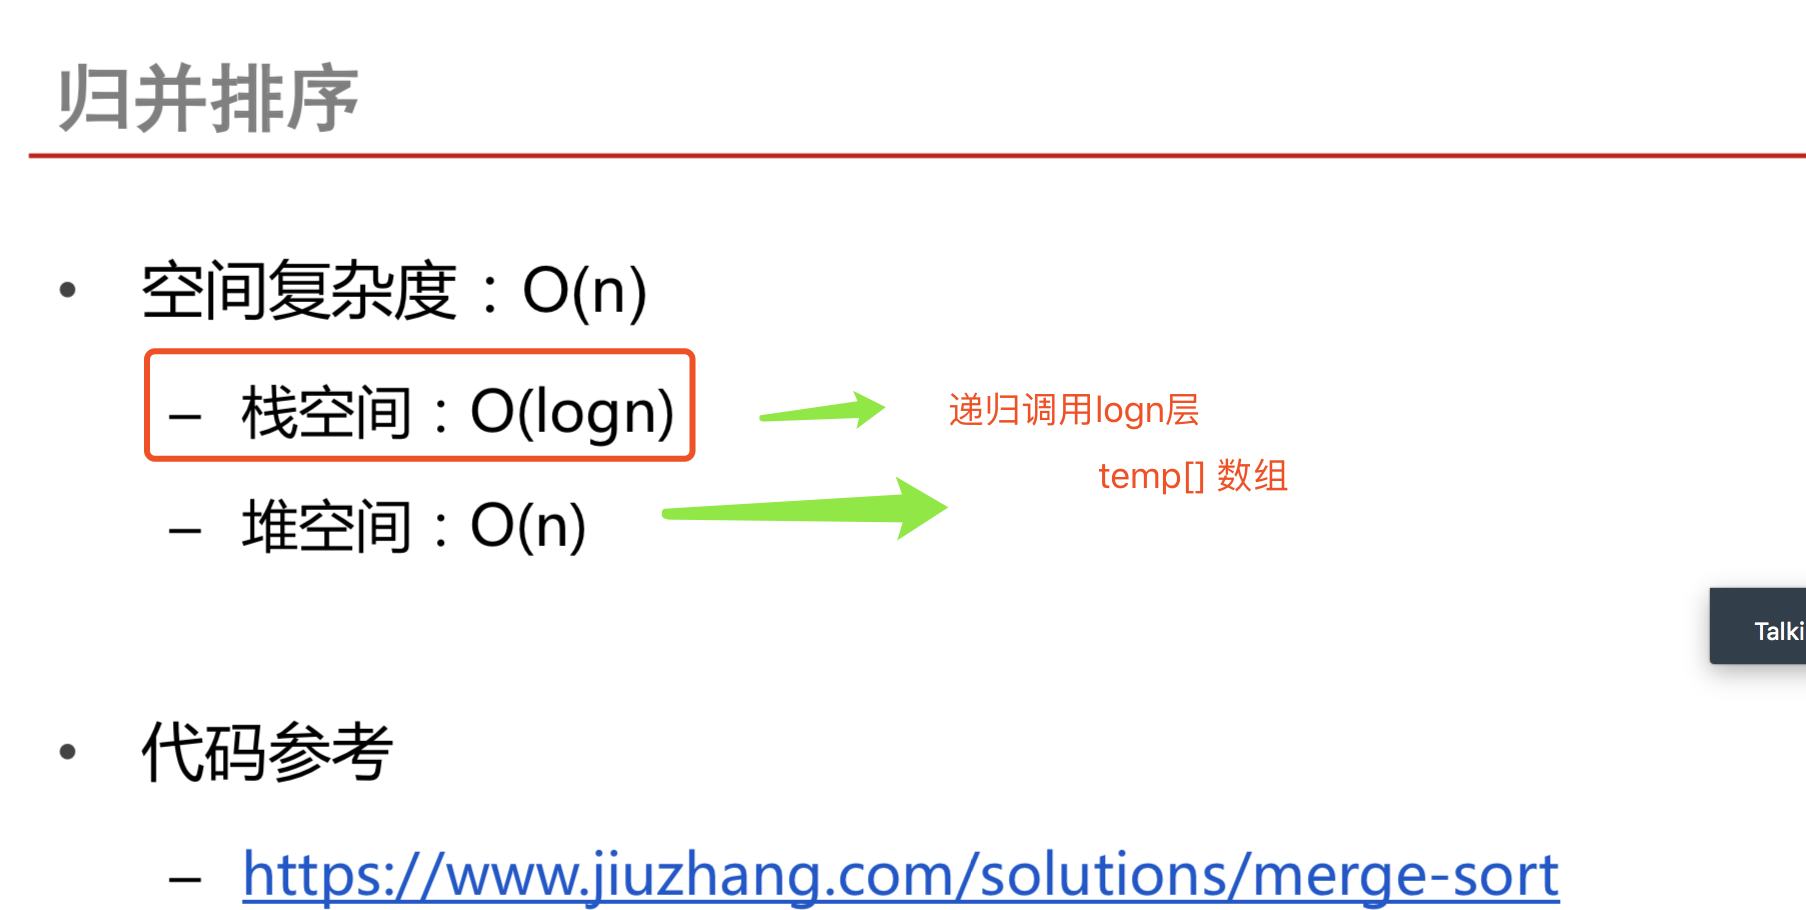 归并排序
• 空间复杂度：O(n)
– 栈空间：O(logn)
递归调用logn层
temp[] 数组
– 堆空间：O(n)
Talki
• 代码参考
– https://www.jiuzhang.com/solutions/merge-sort